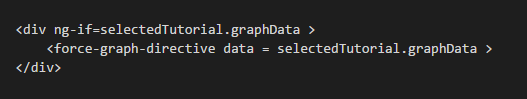 <div ng-if=selectedTutorial.graphData >
    <force-graph-directive data = selectedTutorial.graphData >
</div>